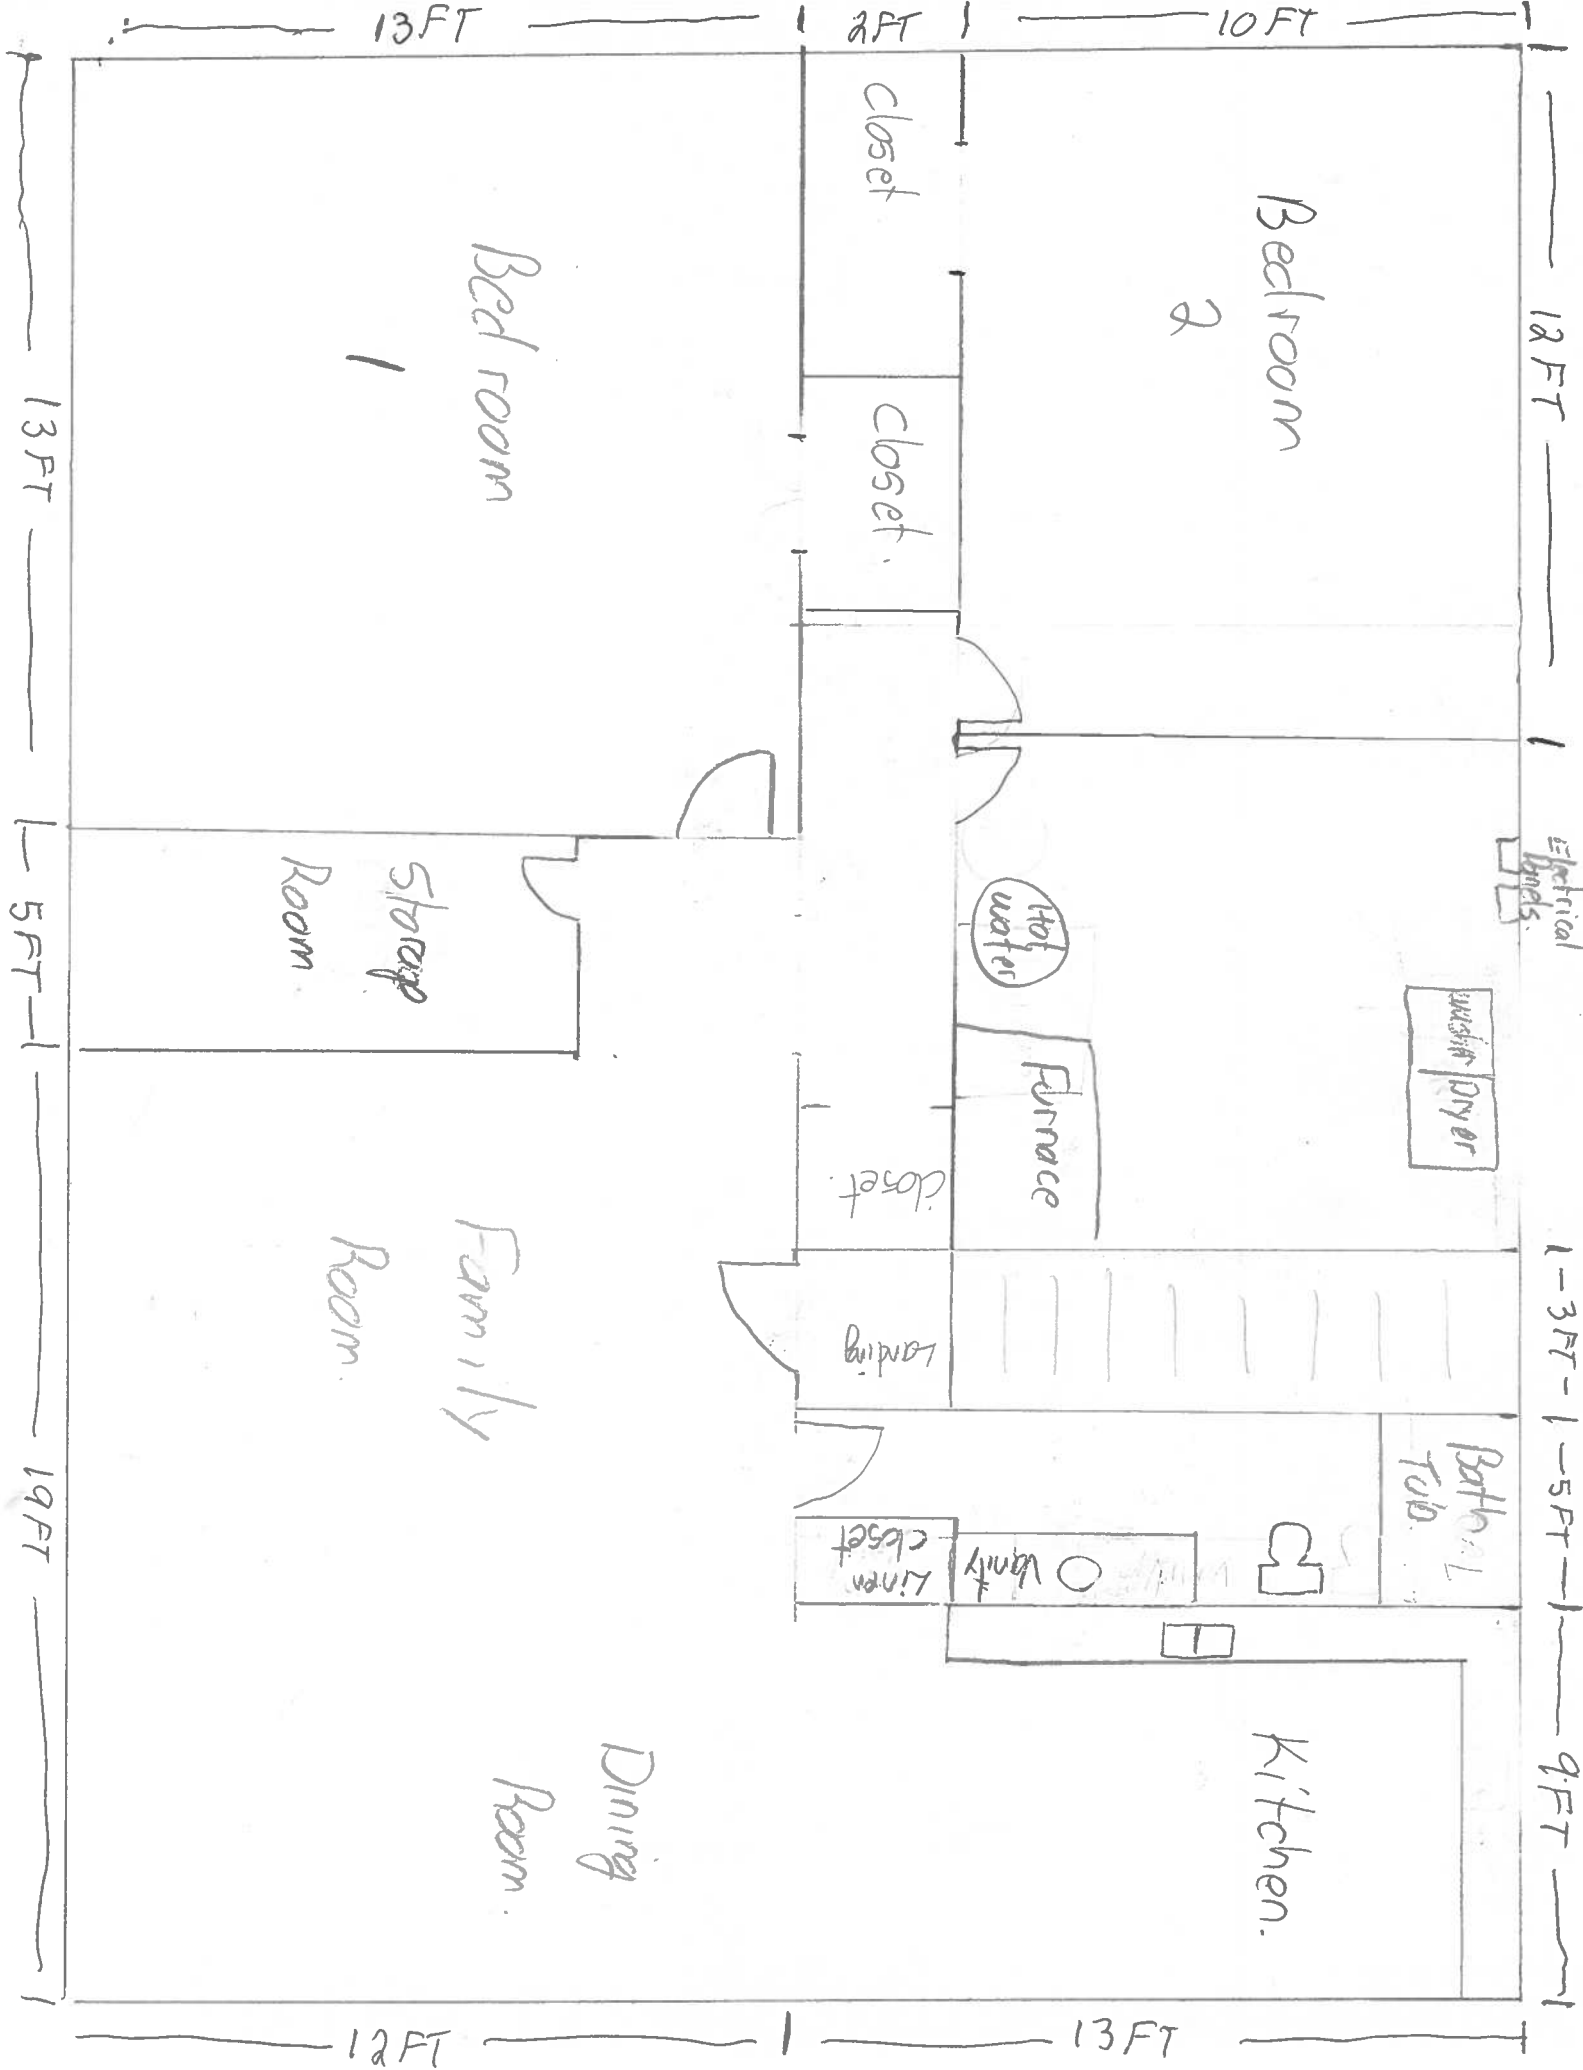 13FT
2FT
10FT
Closet
Bedroom
2
12FT
Bedroom
1
13FT
Closet.
Electrical
Panels.
Storage
Room
5FT
Hot
water
washer
Dryer
Furnace
Closet.
Family
Room
19FT
Landing
3FT
5FT
Bath
Tub
Linen
Closet
Vanity
Dining
Room.
Kitchen.
9FT
12FT
13FT